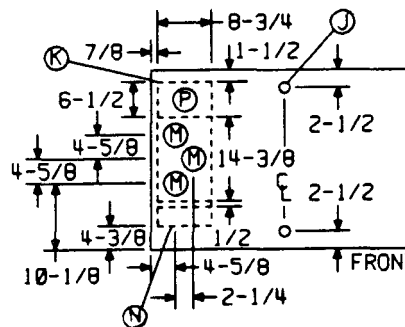 8-3/4
J
7/8
1-1/2
K
6-1/2
P
M
2-1/2
4-5/8
M
4-5/8
14-3/8
M
CL
2-1/2
4-3/8
1/2
FRON
10-1/8
4-5/8
N
2-1/4